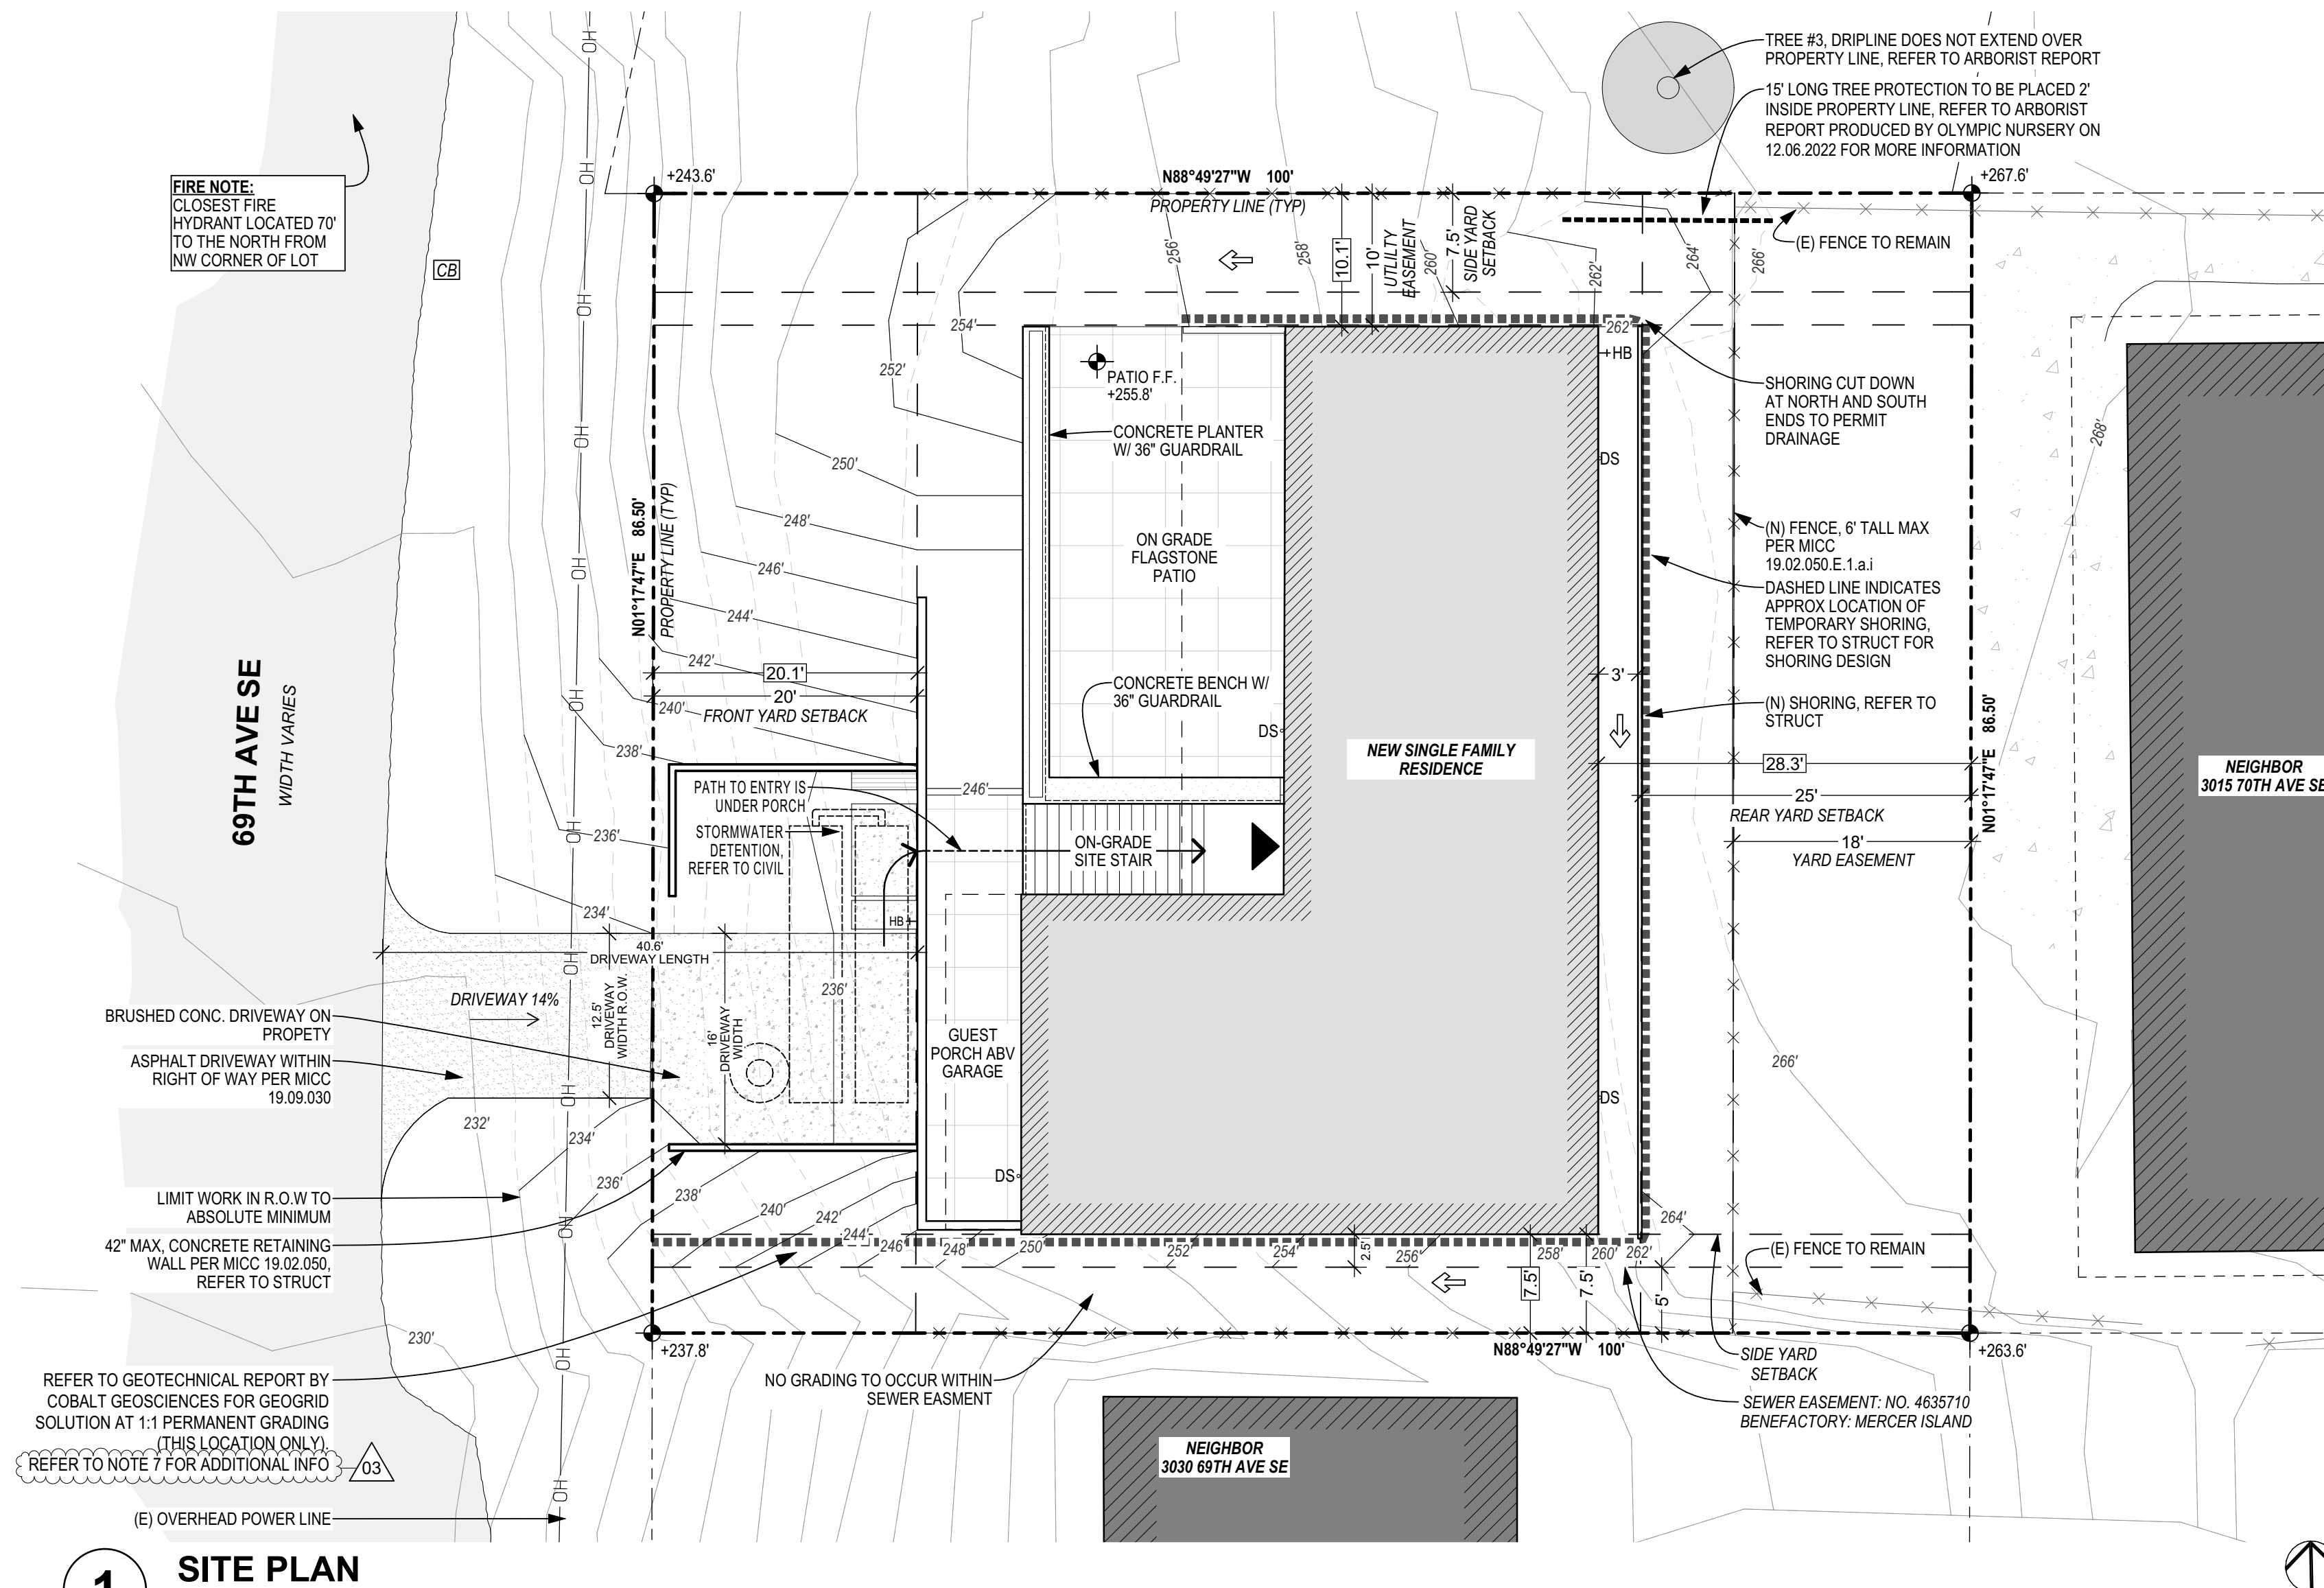 TREE #3, DRIPLINE DOES NOT EXTEND OVER
PROPERTY LINE, REFER TO ARBORIST REPORT
15' LONG TREE PROTECTION TO BE PLACED 2'
INSIDE PROPERTY LINE, REFER TO ARBORIST
REPORT PRODUCED BY OLYMPIC NURSERY ON
12.06.2022 FOR MORE INFORMATION
FIRE NOTE:
CLOSEST FIRE
HYDRANT LOCATED 70'
TO THE NORTH FROM
NW CORNER OF LOT
CB
+243.6'
N88°49'27"W 100'
PROPERTY LINE (TYP)
+267.6'
(E) FENCE TO REMAIN
256'
258'
10.1'
10'
UTLILTY
EASEMENT
260'
7.5'
SIDE YARD
SETBACK
262'
264'
266'
254'
252'
250'
248'
246'
244'
242'
240'
238'
236'
234'
262'
HB
PATIO F.F.
+255.8'
CONCRETE PLANTER
W/ 36" GUARDRAIL
SHORING CUT DOWN
AT NORTH AND SOUTH
ENDS TO PERMIT
DRAINAGE
268'
DS
N01°17'47"E 86.50'
PROPERTY LINE (TYP)
ON GRADE
FLAGSTONE
PATIO
(N) FENCE, 6' TALL MAX
PER MICC
19.02.050.E.1.a.i
DASHED LINE INDICATES
APPROX LOCATION OF
TEMPORARY SHORING,
REFER TO STRUCT FOR
SHORING DESIGN
(N) SHORING, REFER TO
STRUCT
69TH AVE SE
WIDTH VARIES
20.1'
20'
FRONT YARD SETBACK
CONCRETE BENCH W/
36" GUARDRAIL
DS
3'
NEW SINGLE FAMILY
RESIDENCE
28.3'
25'
REAR YARD SETBACK
18'
YARD EASEMENT
N01°17'47"E 86.50'
NEIGHBOR
3015 70TH AVE SE
PATH TO ENTRY IS
UNDER PORCH
246'
STORMWATER
DETENTION,
REFER TO CIVIL
ON-GRADE
SITE STAIR
HB
40.6'
DRIVEWAY LENGTH
236'
DRIVEWAY 14%
12.5'
DRIVEWAY
WIDTH R.O.W.
16'
DRIVEWAY
WIDTH
GUEST
PORCH ABV
GARAGE
266'
DS
BRUSHED CONC. DRIVEWAY ON
PROPETY
ASPHALT DRIVEWAY WITHIN
RIGHT OF WAY PER MICC
19.09.030
232'
234'
236'
238'
240'
242'
244'
246'
248'
250'
252'
254'
256'
258'
260'
262'
264'
DS
LIMIT WORK IN R.O.W TO
ABSOLUTE MINIMUM
42" MAX, CONCRETE RETAINING
WALL PER MICC 19.02.050,
REFER TO STRUCT
2.5'
7.5'
7.5'
5'
(E) FENCE TO REMAIN
230'
+237.8'
N88°49'27"W 100'
+263.6'
SIDE YARD
SETBACK
NO GRADING TO OCCUR WITHIN
SEWER EASMENT
SEWER EASEMENT: NO. 4635710
BENEFACTORY: MERCER ISLAND
REFER TO GEOTECHNICAL REPORT BY
COBALT GEOSCIENCES FOR GEOGRID
SOLUTION AT 1:1 PERMANENT GRADING
(THIS LOCATION ONLY).
REFER TO NOTE 7 FOR ADDITIONAL INFO
03
NEIGHBOR
3030 69TH AVE SE
(E) OVERHEAD POWER LINE
OH
OH
OH
OH
OH
OH
OH
OH
OH
OH
OH
OH
1
SITE PLAN